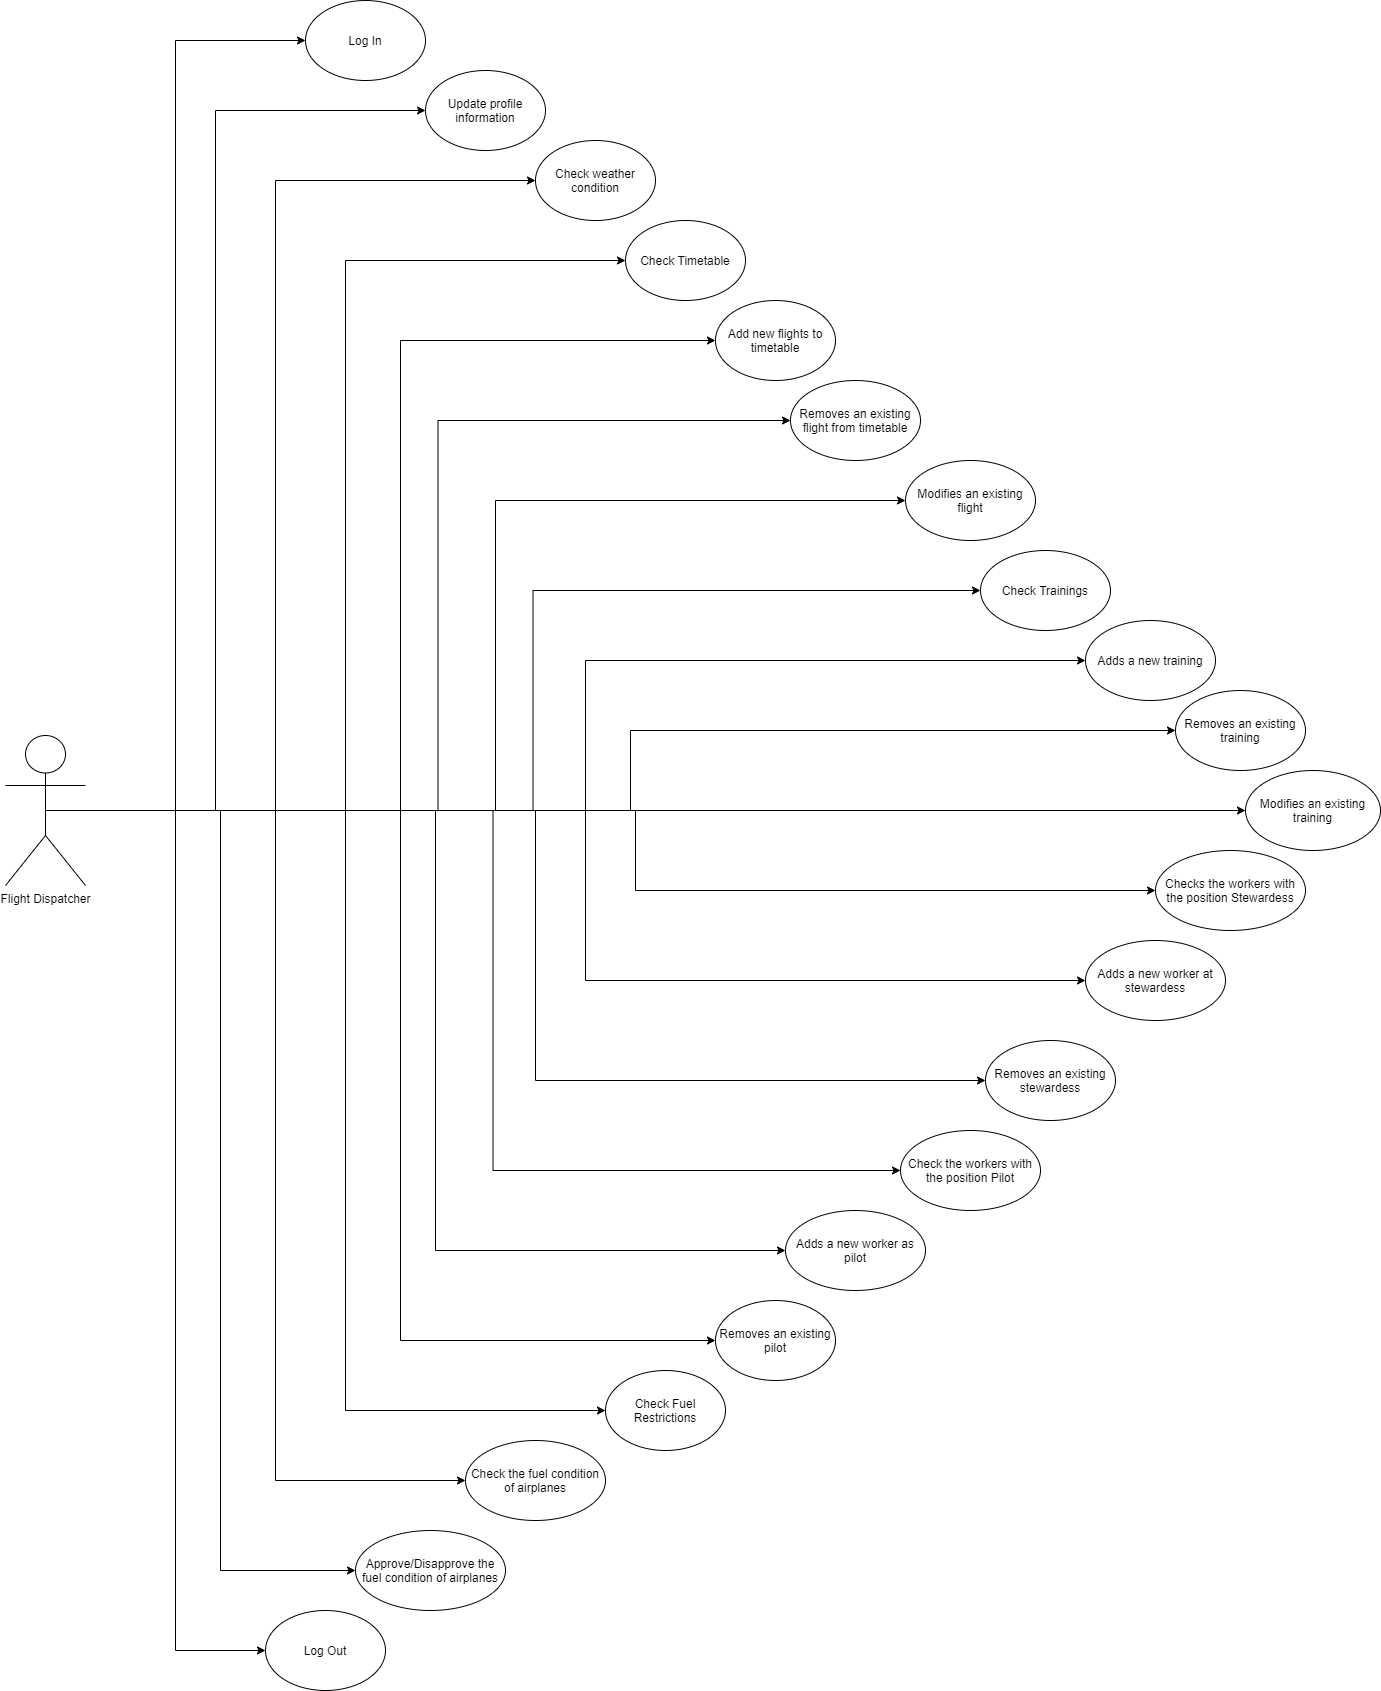 Log In
Update profile
information
Check weather
condition
Check Timetable
Add new flights to
timetable
Removes an existing
flight from timetable
Modifies an existing
flight
Check Trainings
Adds a new training
Removes an existing
training
Modifies an existing
training
Flight Dispatcher
Checks the workers with
the position Stewardess
Adds a new worker at
stewardess
Removes an existing
stewardess
Check the workers with
the position Pilot
Adds a new worker as
pilot
Removes an existing
pilot
Check Fuel
Restrictions
Check the fuel condition
of airplanes
Approve/Disapprove the
fuel condition of airplanes
Log Out